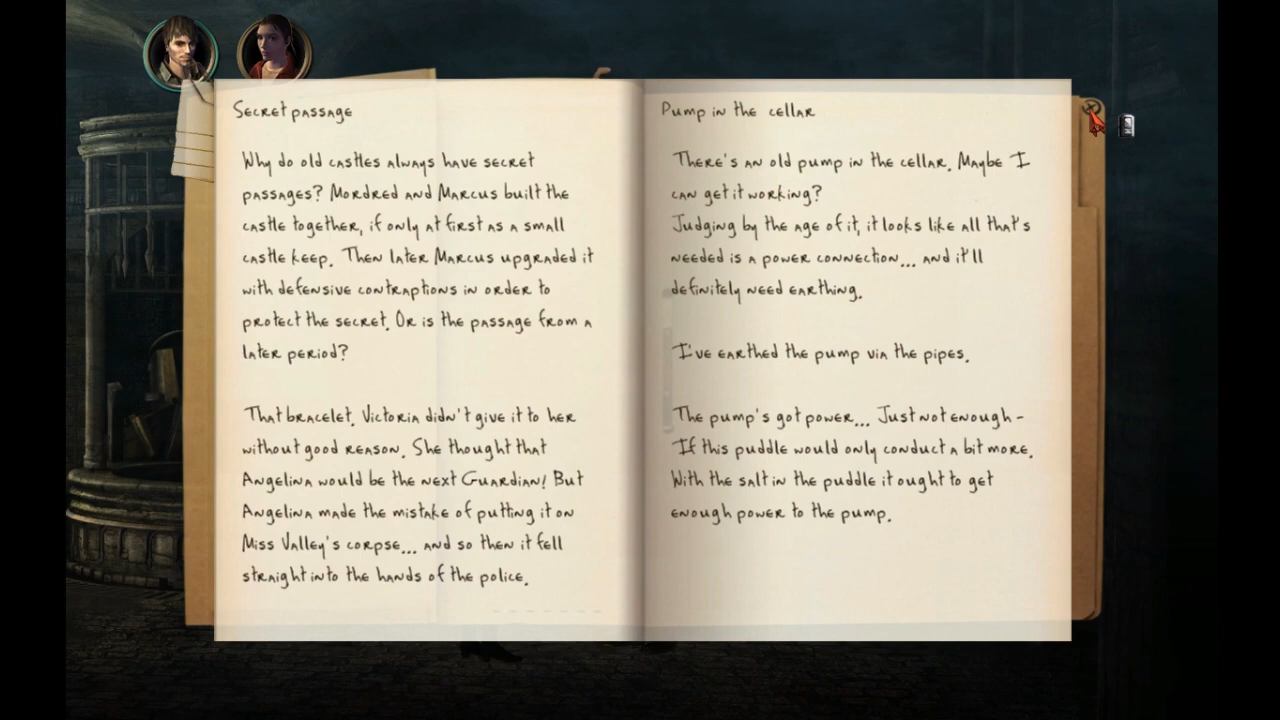 Secret passage
Why do old castles always have secret
passages? Mordred and Marcus built the
castle together, if only at first as a small
castle keep. Then later Marcus upgraded it
with defensive contraptions in order to
protect the secret. Or is the passage from a
later period?
That bracelet. Victoria didn't give it to her
without good reason. She thought that
Angelina would be the next Guardian! But
Angelina made the mistake of putting it on
Miss Valley's corpse... and so then it fell
straight into the hands of the police.
Pump in the cellar
There's an old pump in the cellar. Maybe I
can get it working?
Judging by the age of it, it looks like all that's
needed is a power connection... and it'll
definitely need earthing.
I've earthed the pump via the pipes.
The pump's got power... Just not enough -
If this puddle would only conduct a bit more.
With the salt in the puddle it ought to get
enough power to the pump.